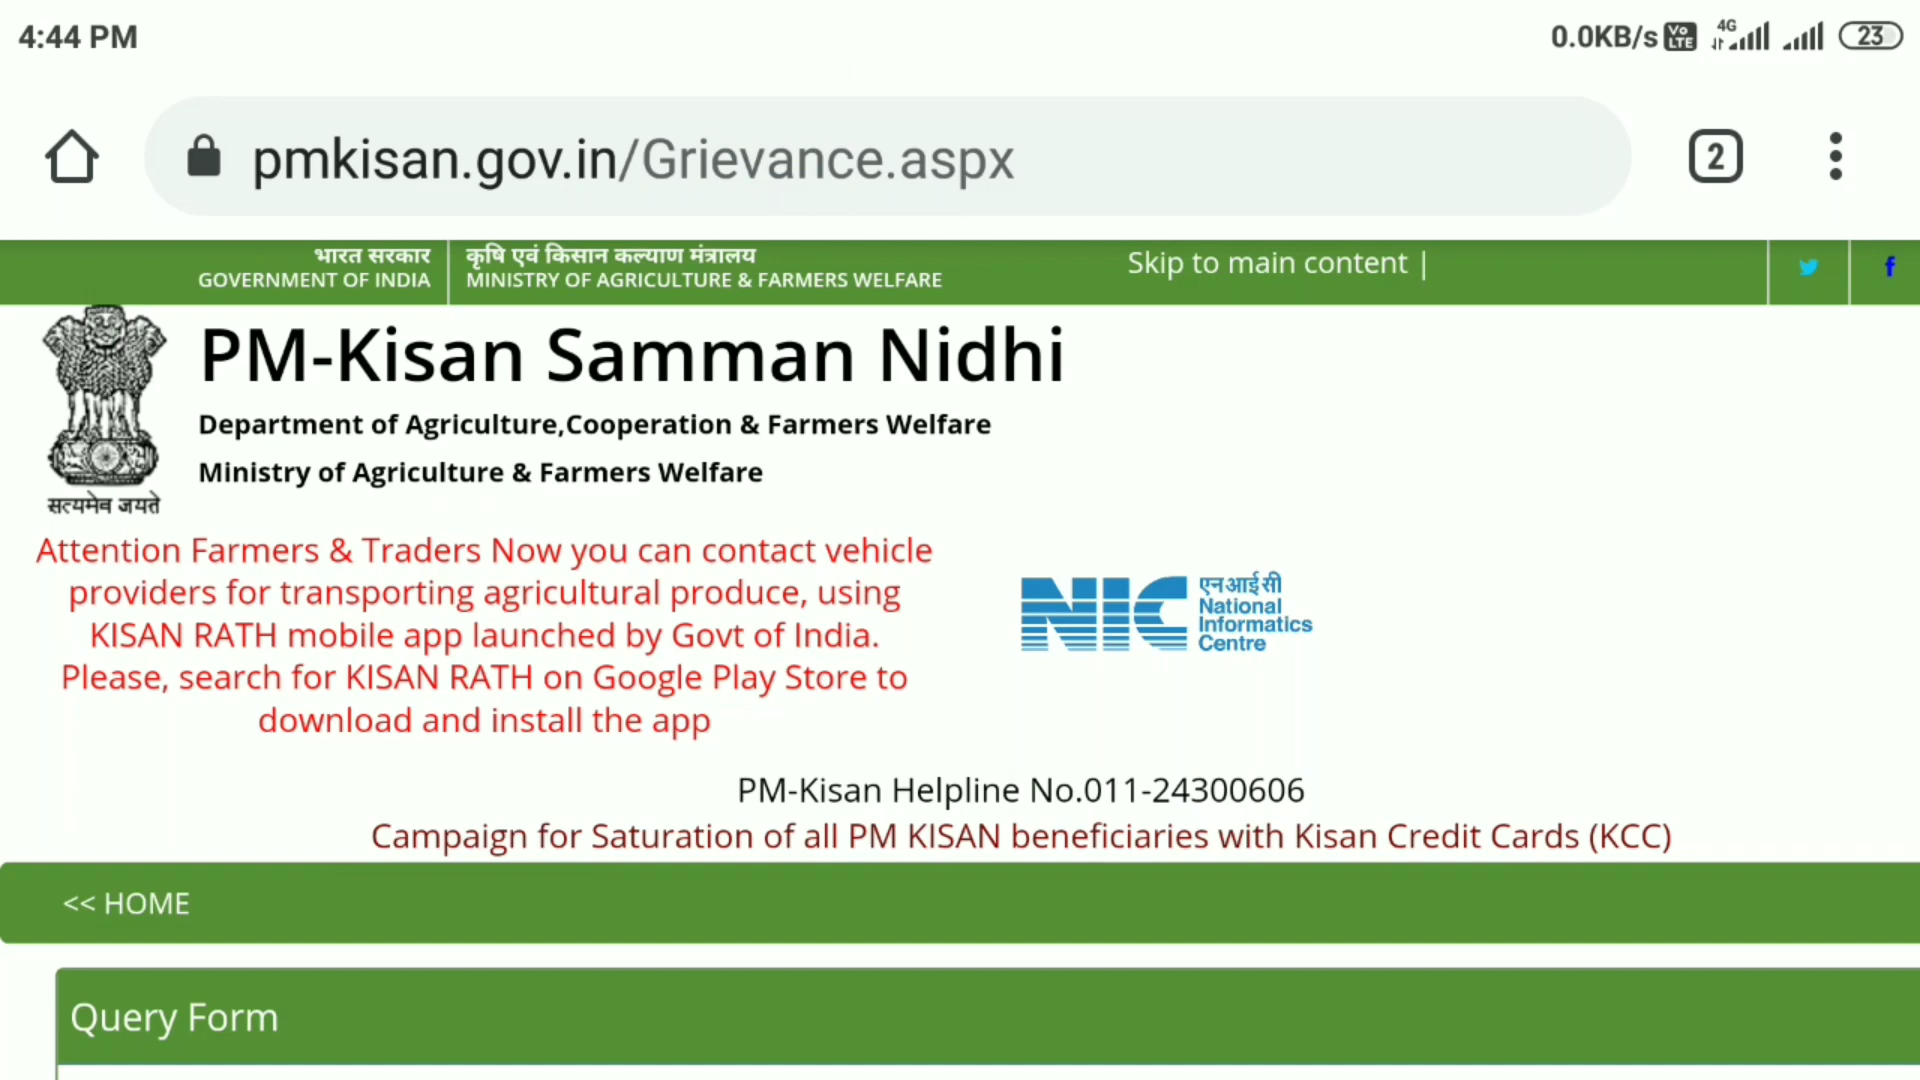 4:44 PM
0.0KB/s Vo LTE 4G 23
pmkisan.gov.in/Grievance.aspx
2
भारत सरकार
GOVERNMENT OF INDIA
कृषि एवं किसान कल्याण मंत्रालय
MINISTRY OF AGRICULTURE & FARMERS WELFARE
Skip to main content |
PM-Kisan Samman Nidhi
Department of Agriculture,Cooperation & Farmers Welfare
Ministry of Agriculture & Farmers Welfare
सत्यमेव जयते
Attention Farmers & Traders Now you can contact vehicle
providers for transporting agricultural produce, using
KISAN RATH mobile app launched by Govt of India.
Please, search for KISAN RATH on Google Play Store to
download and install the app
NIC
एन आई सी
National
Informatics
Centre
PM-Kisan Helpline No.011-24300606
Campaign for Saturation of all PM KISAN beneficiaries with Kisan Credit Cards (KCC)
<< HOME
Query Form